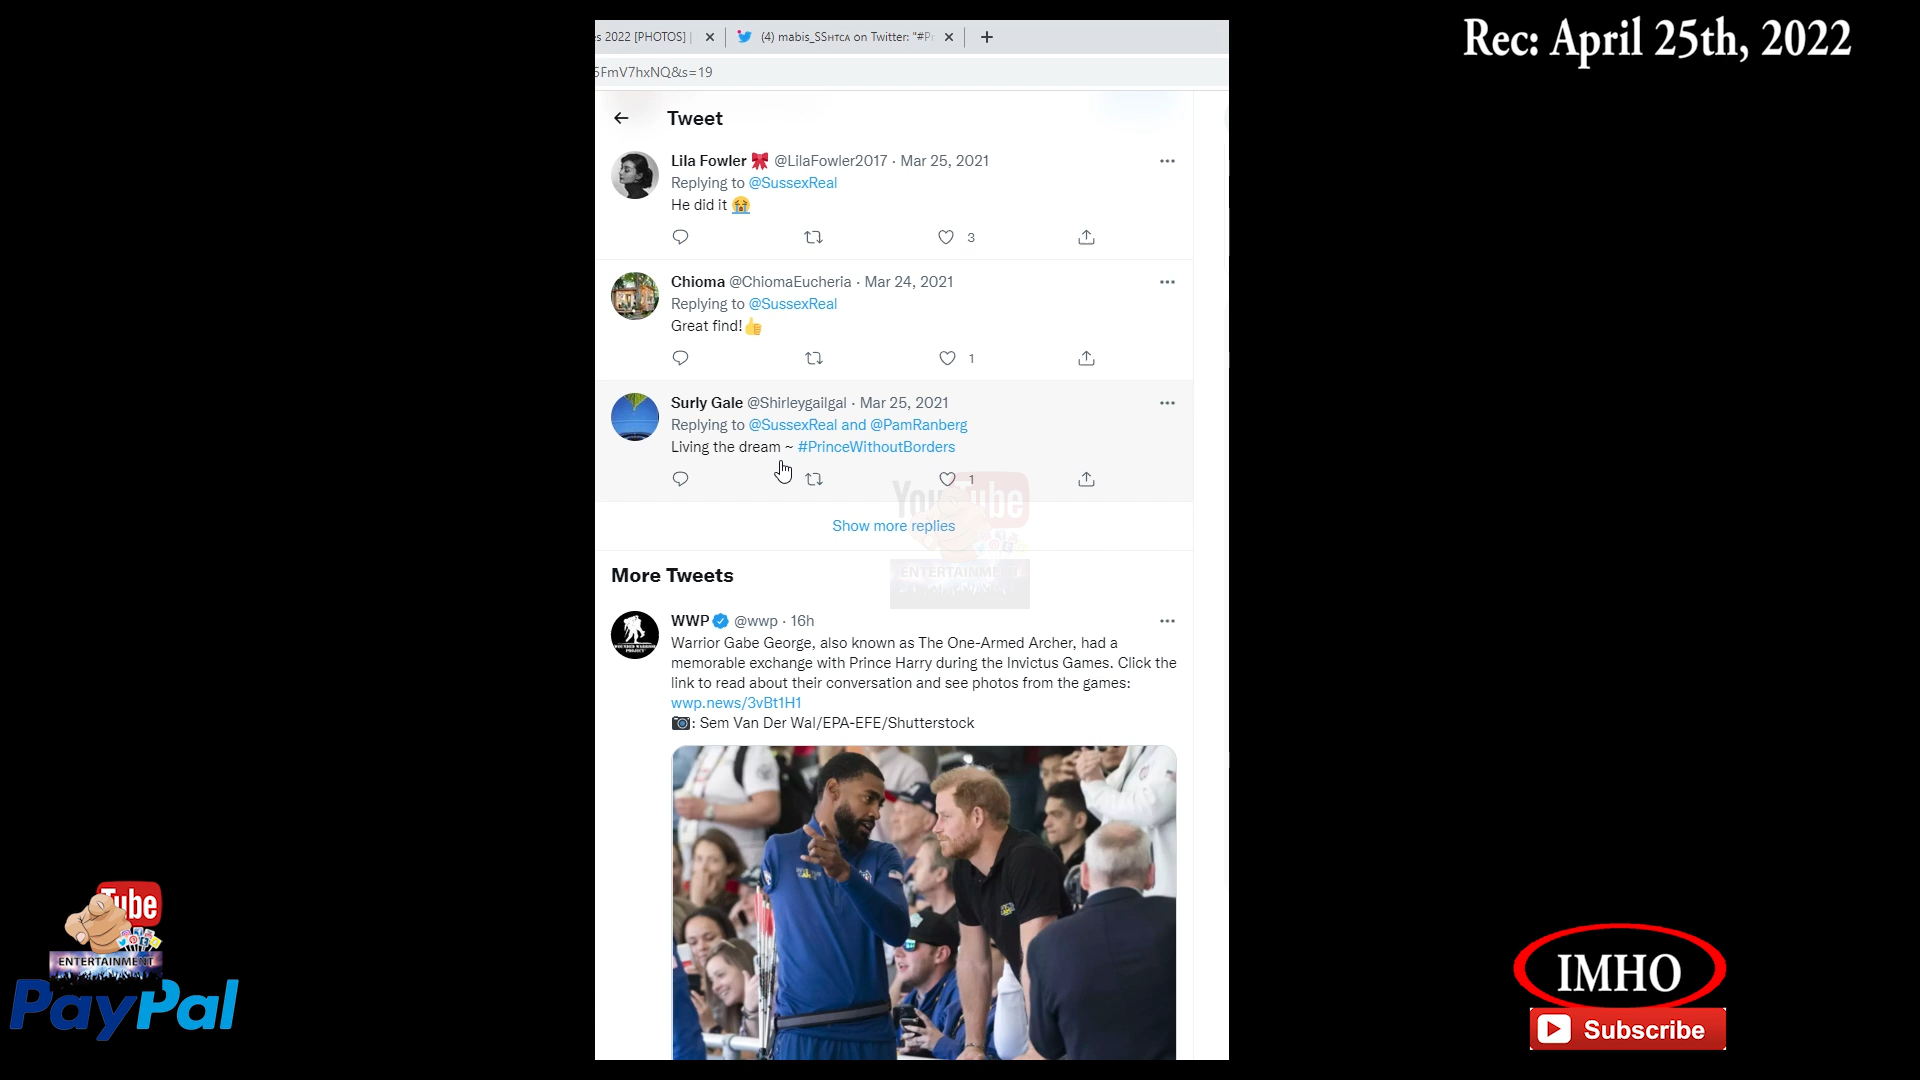 Rec: April 25th, 2022
s 2022 [PHOTOS] |
(4) mabis_SSHTCA on Twitter: "#Pr
5FmV7hxNQ&s=19
Tweet
Lila Fowler @LilaFowler2017 · Mar 25, 2021
Replying to @SussexReal
He did it
3
Chioma @ChiomaEucheria · Mar 24, 2021
Replying to @SussexReal
Great find!
1
Surly Gale @Shirleygailgal · Mar 25, 2021
Replying to @SussexReal and @PamRanberg
Living the dream ~ #PrinceWithoutBorders
1
YouTube
Show more replies
ENTERTAINMENT
More Tweets
WWP @wwp · 16h
Warrior Gabe George, also known as The One-Armed Archer, had a
memorable exchange with Prince Harry during the Invictus Games. Click the
link to read about their conversation and see photos from the games:
wwp.news/3vBt1H1
: Sem Van Der Wal/EPA-EFE/Shutterstock
Tube
ENTERTAINMENT
PayPal
IMHO
Subscribe